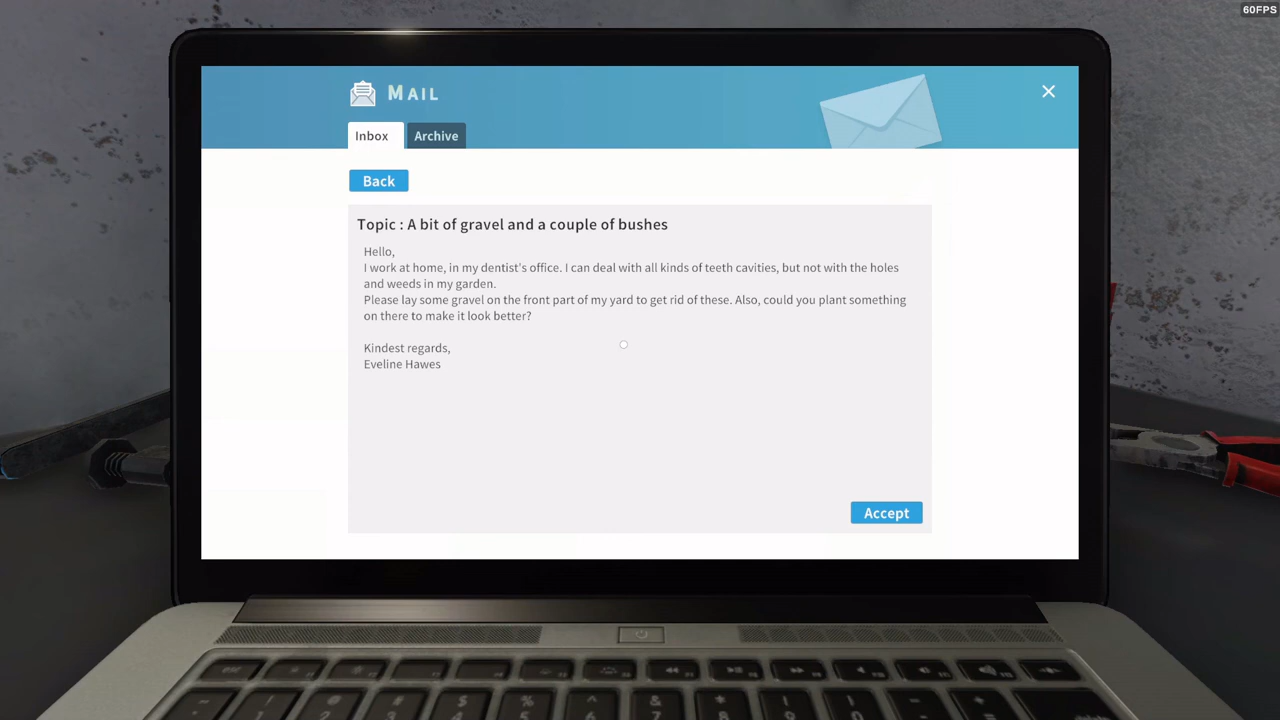 60FPS
MAIL
Inbox
Archive
Back
Topic : A bit of gravel and a couple of bushes
Hello,
I work at home, in my dentist's office. I can deal with all kinds of teeth cavities, but not with the holes
and weeds in my garden.
Please lay some gravel on the front part of my yard to get rid of these. Also, could you plant something
on there to make it look better?
Kindest regards,
Eveline Hawes
Accept